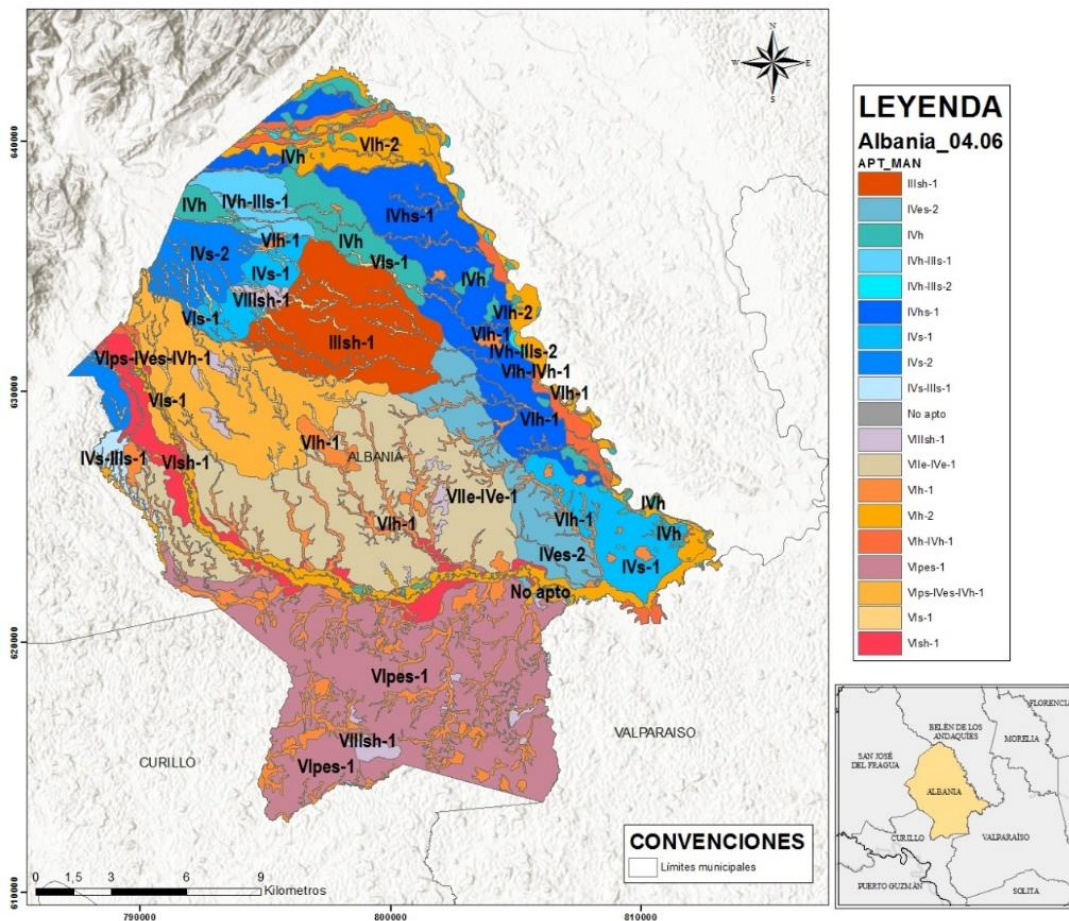 N
W
E
S
640000
630000
620000
610000
790000
800000
810000
VIh-2
IVh
IVh-IIIs-1
IVh
IVhs-1
IVh
VIh-1
IVs-2
VIs-1
IVh
IVs-1
VIIIsh-1
VIh-2
VIs-1
VIh-1
IIIsh-1
IVh-IIIs-2
VIps-IVes-IVh-1
VIh-IVh-1
VIh-1
VIs-1
VIh-1
VIh-1
ALBANIA
IVs-IIIs-1
VIsh-1
VIIe-IVe-1
IVh
VIh-1
VIh-1
IVh
IVes-2
IVs-1
No apto
VIpes-1
VIIIsh-1
VALPARAISO
CURILLO
VIpes-1
0 1,5 3 6 9
Kilometros
CONVENCIONES
Límites municipales
LEYENDA
Albania_04.06
APT_MAN
IIIsh-1
IVes-2
IVh
IVh-IIIs-1
IVh-IIIs-2
IVhs-1
IVs-1
IVs-2
IVs-IIIs-1
No apto
VIIIsh-1
VIIe-IVe-1
VIh-1
VIh-2
VIh-IVh-1
VIpes-1
VIps-IVes-IVh-1
VIs-1
VIsh-1
FLORENCIA
BELÉN DE LOS
ANDAQUÍES
MORELIA
SAN JOSÉ
DEL FRAGUA
ALBANIA
CURILLO
VALPARAÍSO
PUERTO GUZMÁN
SOLITA